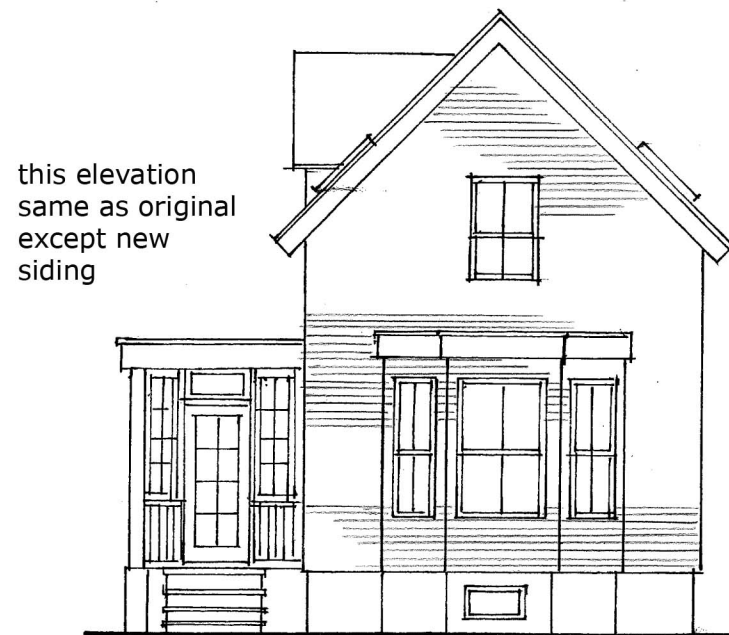 this elevation
same as original
except new
siding